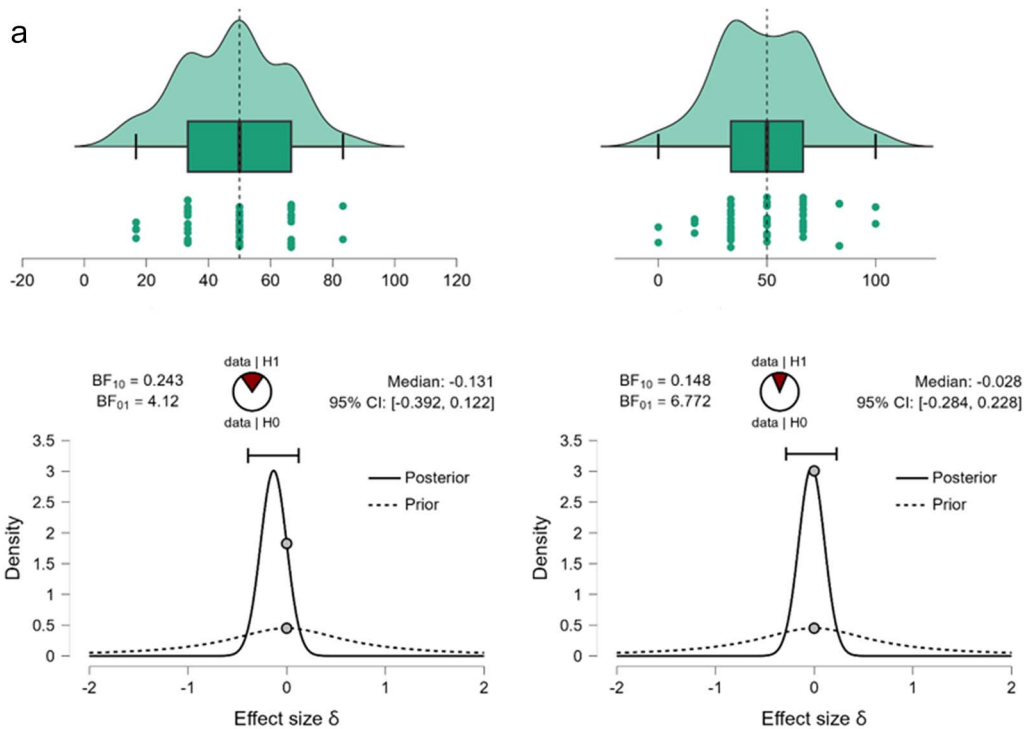 a
-20 0 20 40 60 80 100 120
0 50 100
data | H1
BF10 = 0.243
BF01 = 4.12
Median: -0.131
95% CI: [-0.392, 0.122]
data | H0
3.5
3
2.5
2
1.5
1
0.5
0
Density
Posterior
Prior
-2 -1 0 1 2
Effect size δ
data | H1
BF10 = 0.148
BF01 = 6.772
Median: -0.028
95% CI: [-0.284, 0.228]
data | H0
3.5
3
2.5
2
1.5
1
0.5
0
Density
Posterior
Prior
-2 -1 0 1 2
Effect size δ